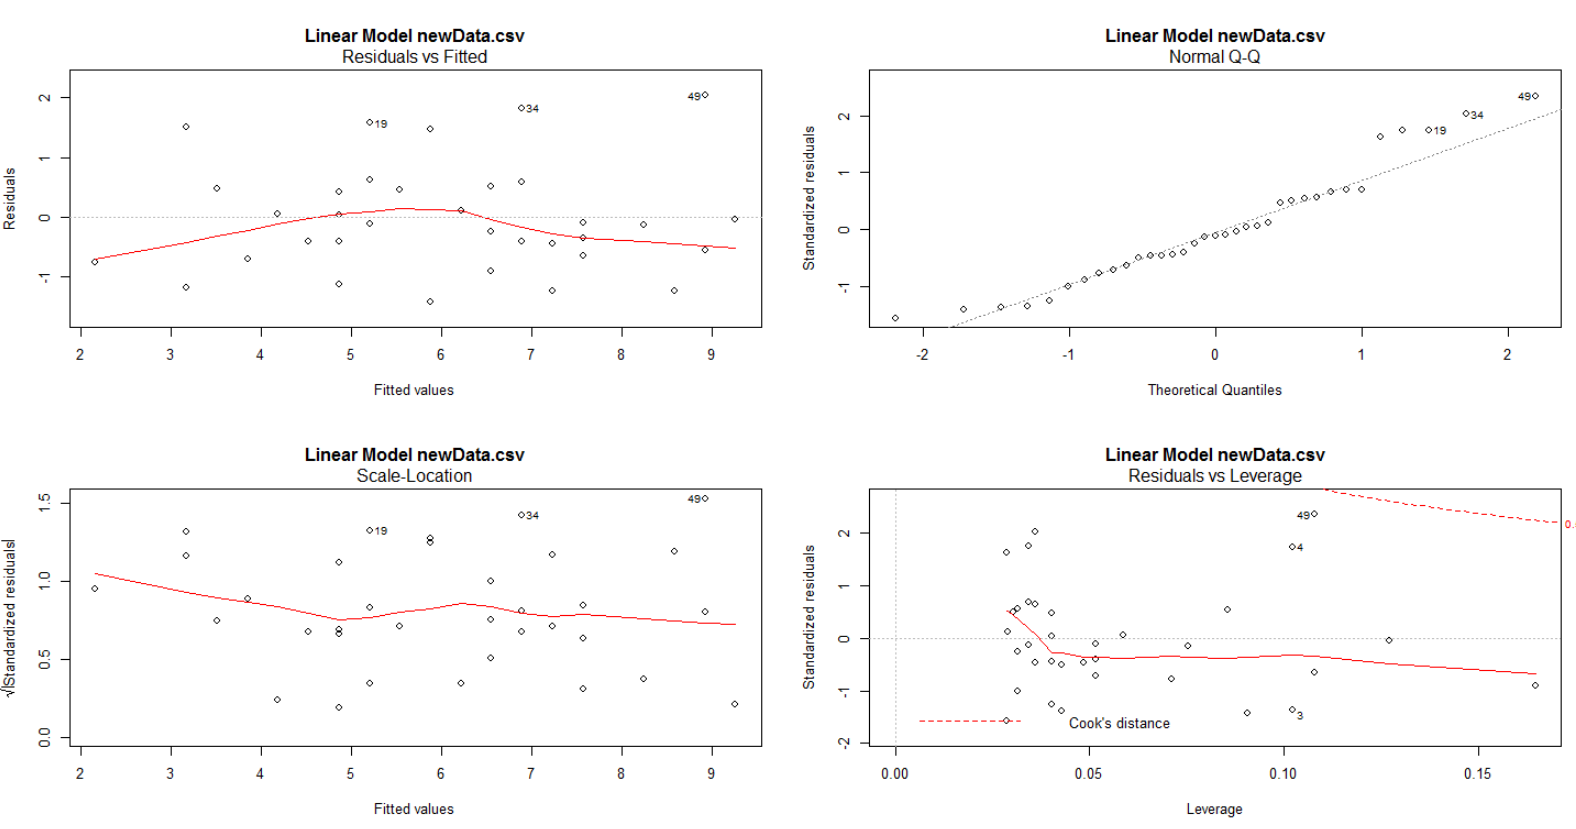 Linear Model newData.csv
Residuals vs Fitted
Residuals
2
1
0
-1
49
34
19
2 3 4 5 6 7 8 9
Fitted values
Linear Model newData.csv
Normal Q-Q
Standardized residuals
2
1
0
-1
49
34
19
-2 -1 0 1 2
Theoretical Quantiles
Linear Model newData.csv
Scale-Location
√|Standardized residuals|
1.5
1.0
0.5
0.0
49
34
19
2 3 4 5 6 7 8 9
Fitted values
Linear Model newData.csv
Residuals vs Leverage
Standardized residuals
2
1
0
-1
-2
49
4
3
Cook's distance
0.00 0.05 0.10 0.15
Leverage